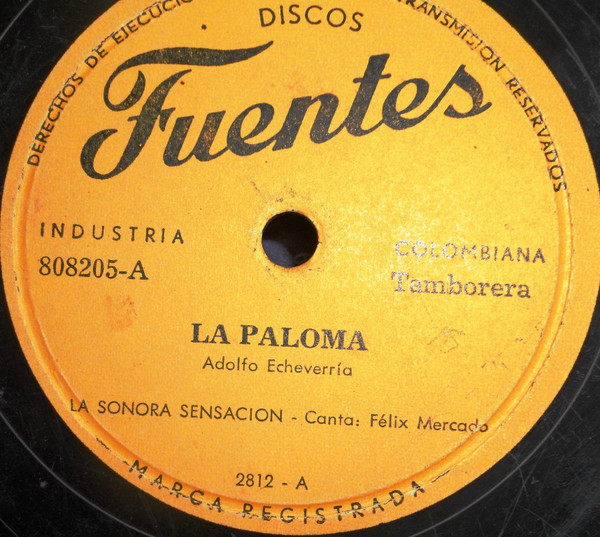 DERECHOS DE EJECUCION
TRANSMISION RESERVADOS
DISCOS
Fuentes
INDUSTRIA
COLOMBIANA
808205-A
Tamborera
LA PALOMA
Adolfo Echeverría
LA SONORA SENSACION - Canta: Félix Mercado
2812 - A
MARCA REGISTRADA